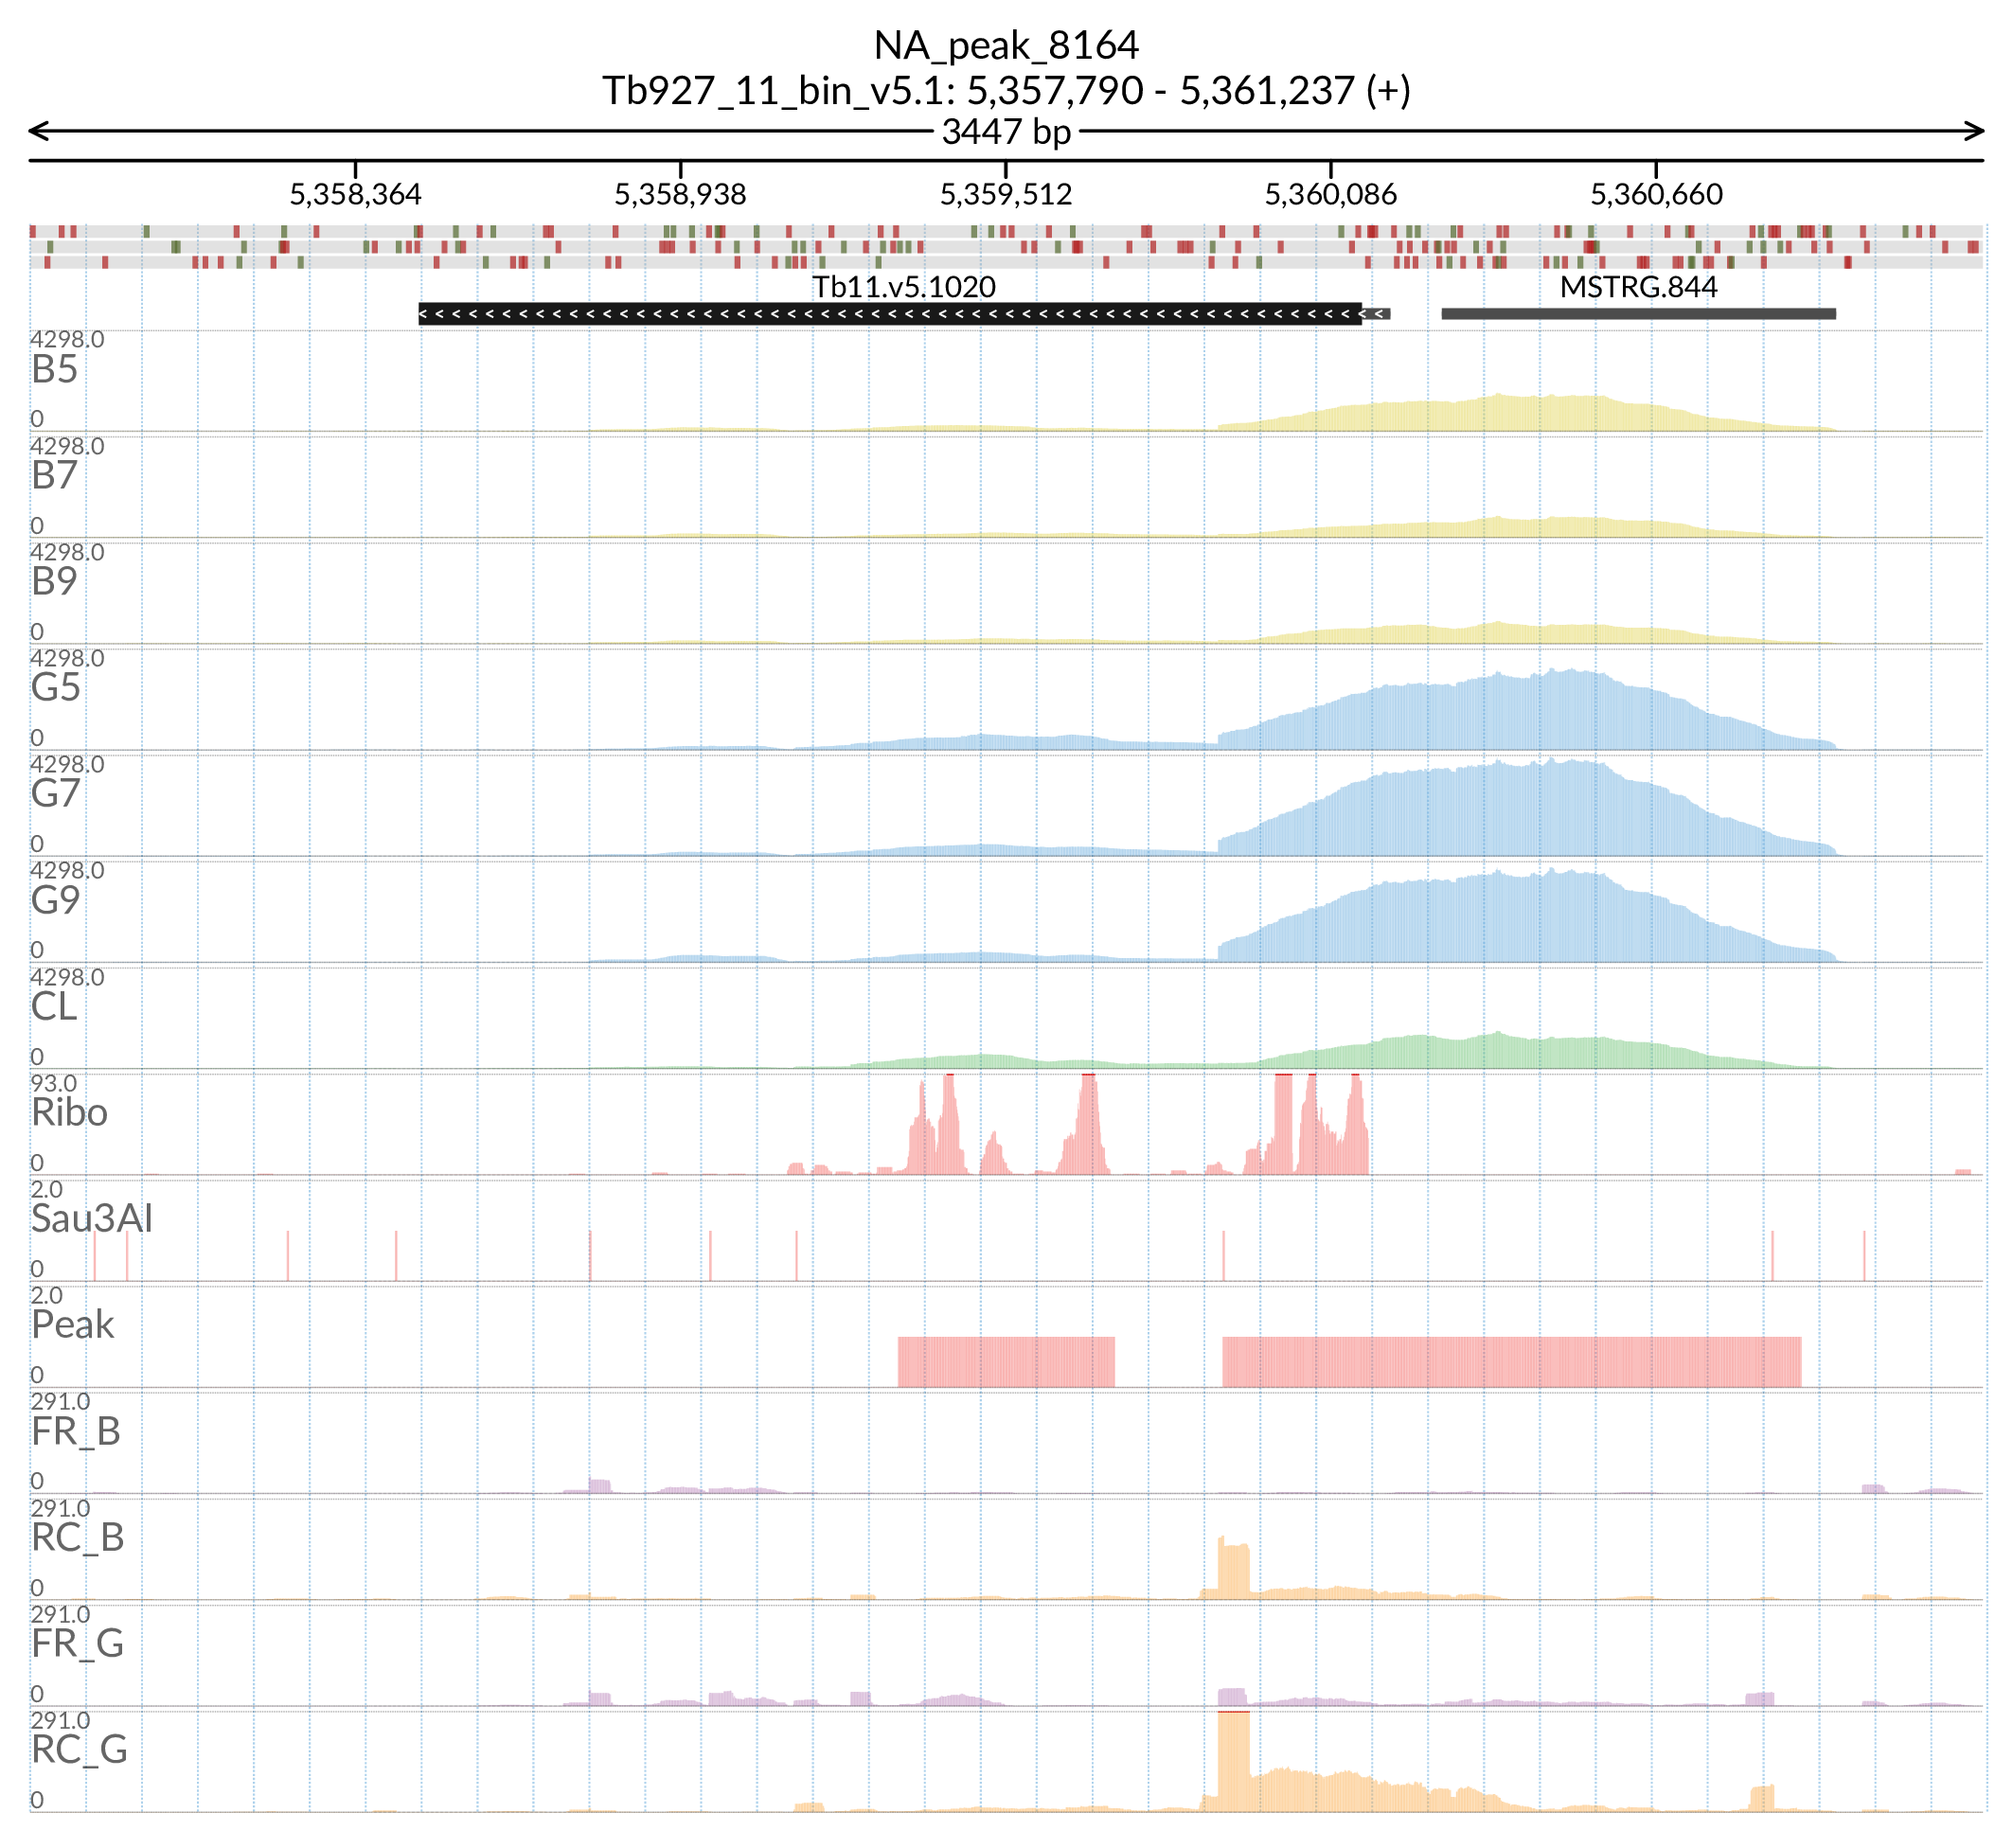 NA_peak_8164
Tb927_11_bin_v5.1: 5,357,790 - 5,361,237 (+)
3447 bp
5,358,364 5,358,938 5,359,512 5,360,086 5,360,660
Tb11.v5.1020 MSTRG.844
4298.0
B5
0
4298.0
B7
0
4298.0
B9
0
4298.0
G5
0
4298.0
G7
0
4298.0
G9
0
4298.0
CL
0
93.0
Ribo
0
2.0
Sau3AI
0
2.0
Peak
0
291.0
FR_B
0
291.0
RC_B
0
291.0
FR_G
0
291.0
RC_G
0